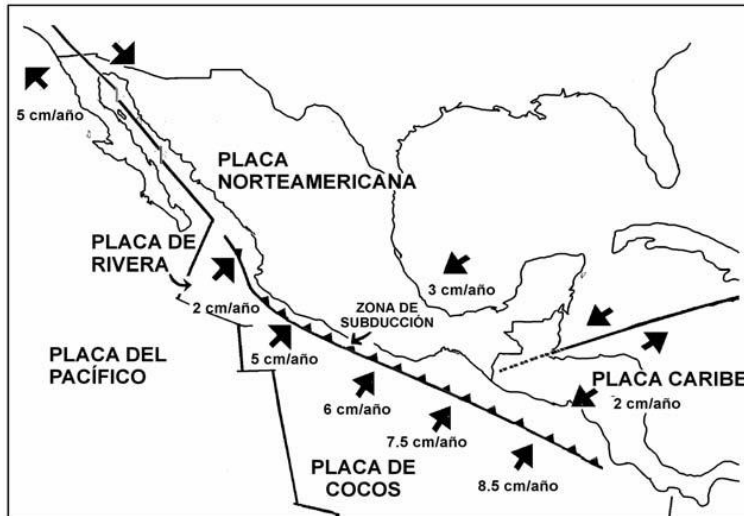 5 cm/año
PLACA
NORTEAMERICANA
PLACA DE
RIVERA
3 cm/año
2 cm/año
ZONA DE
SUBDUCCIÓN
5 cm/año
PLACA DEL
PACÍFICO
PLACA CARIBE
2 cm/año
6 cm/año
7.5 cm/año
PLACA DE
COCOS
8.5 cm/año